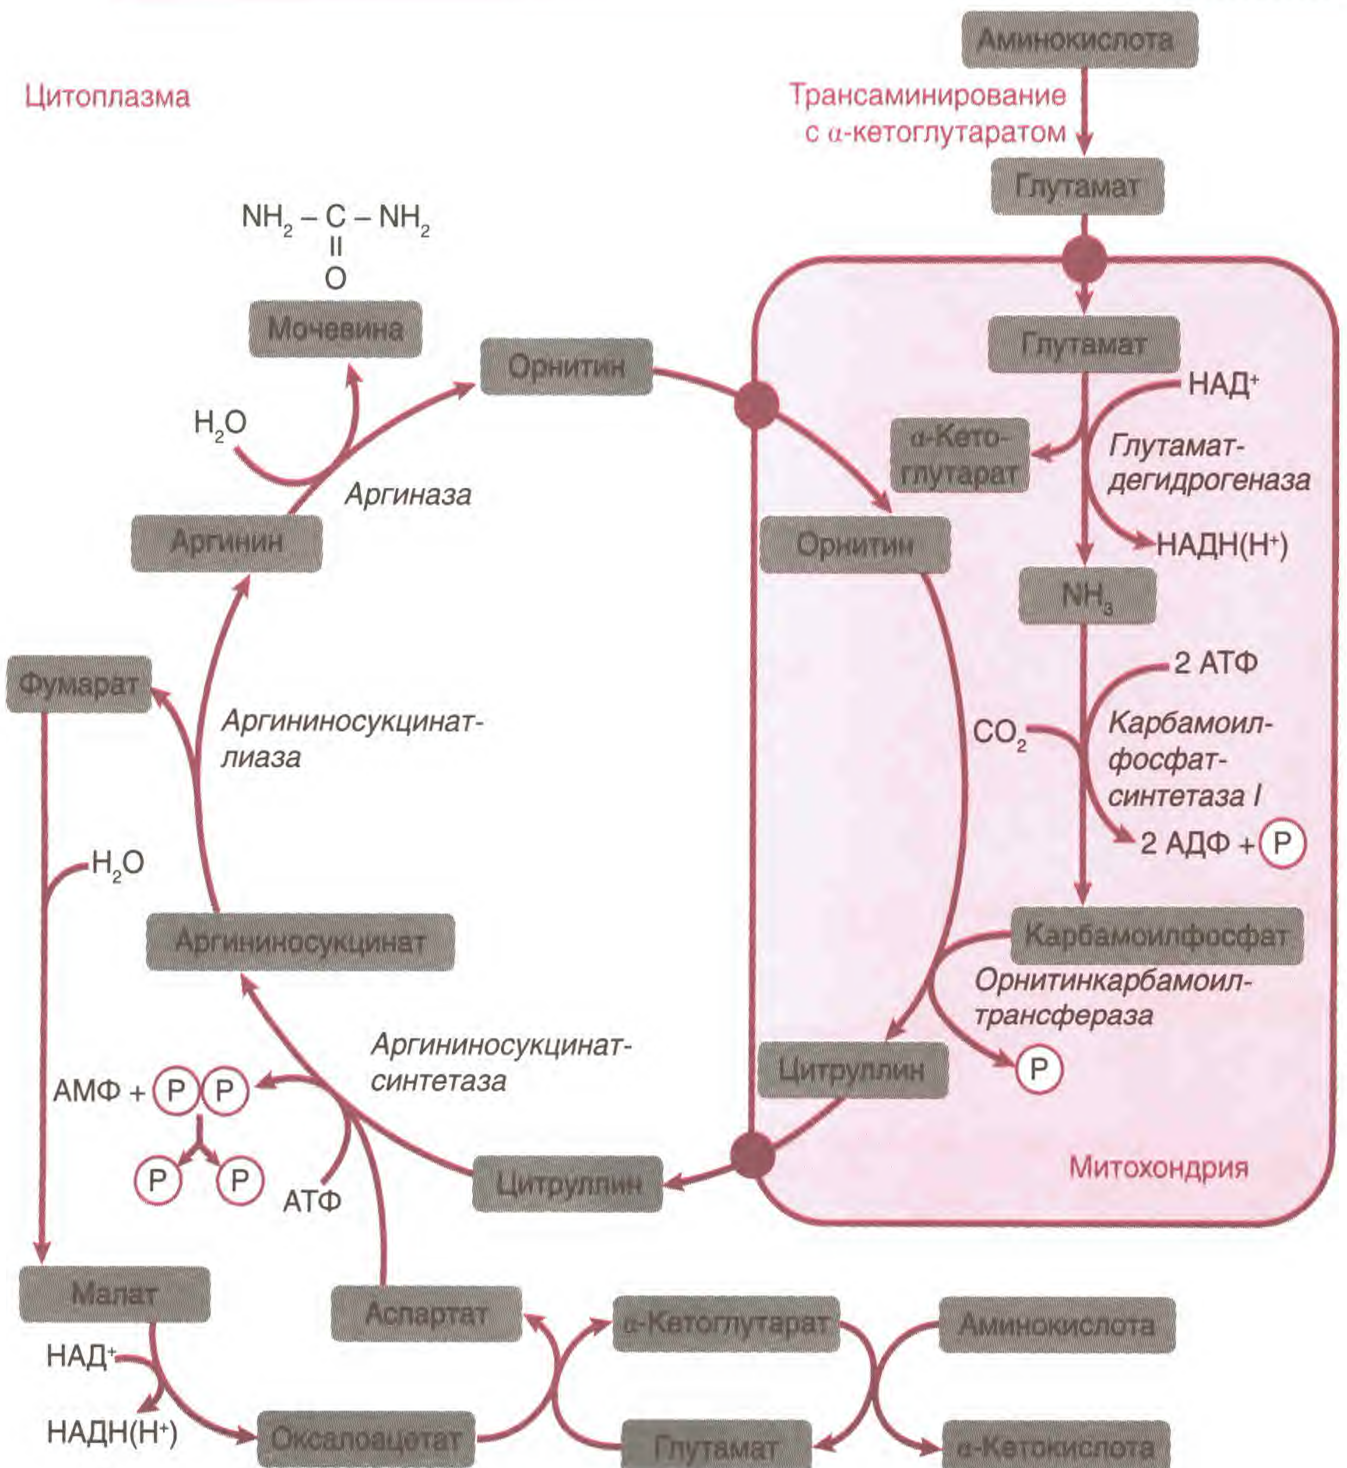 Аминокислота
Цитоплазма
Трансаминирование
с α-кетоглутаратом
Глутамат
NH₂ – C – NH₂
O
Мочевина
Глутамат
Орнитин
НАД⁺
H₂O
α-Кето-
глутарат
Глутамат-
дегидрогеназа
Аргиназа
Аргинин
Орнитин
НАДН(Н⁺)
NH₃
Фумарат
2 АТФ
Аргининосукцинат-
лиаза
CO₂
Карбамоил-
фосфат-
синтетаза I
2 АДФ + P
H₂O
Аргининосукцинат
Карбамоилфосфат
Орнитинкарбамоил-
трансфераза
Аргининосукцинат-
синтетаза
Цитруллин
P
АМФ + P P
P P
АТФ
Цитруллин
Митохондрия
Малат
Аспартат
α-Кетоглутарат
Аминокислота
НАД⁺
НАДН(Н⁺)
Оксалоацетат
Глутамат
α-Кетокислота